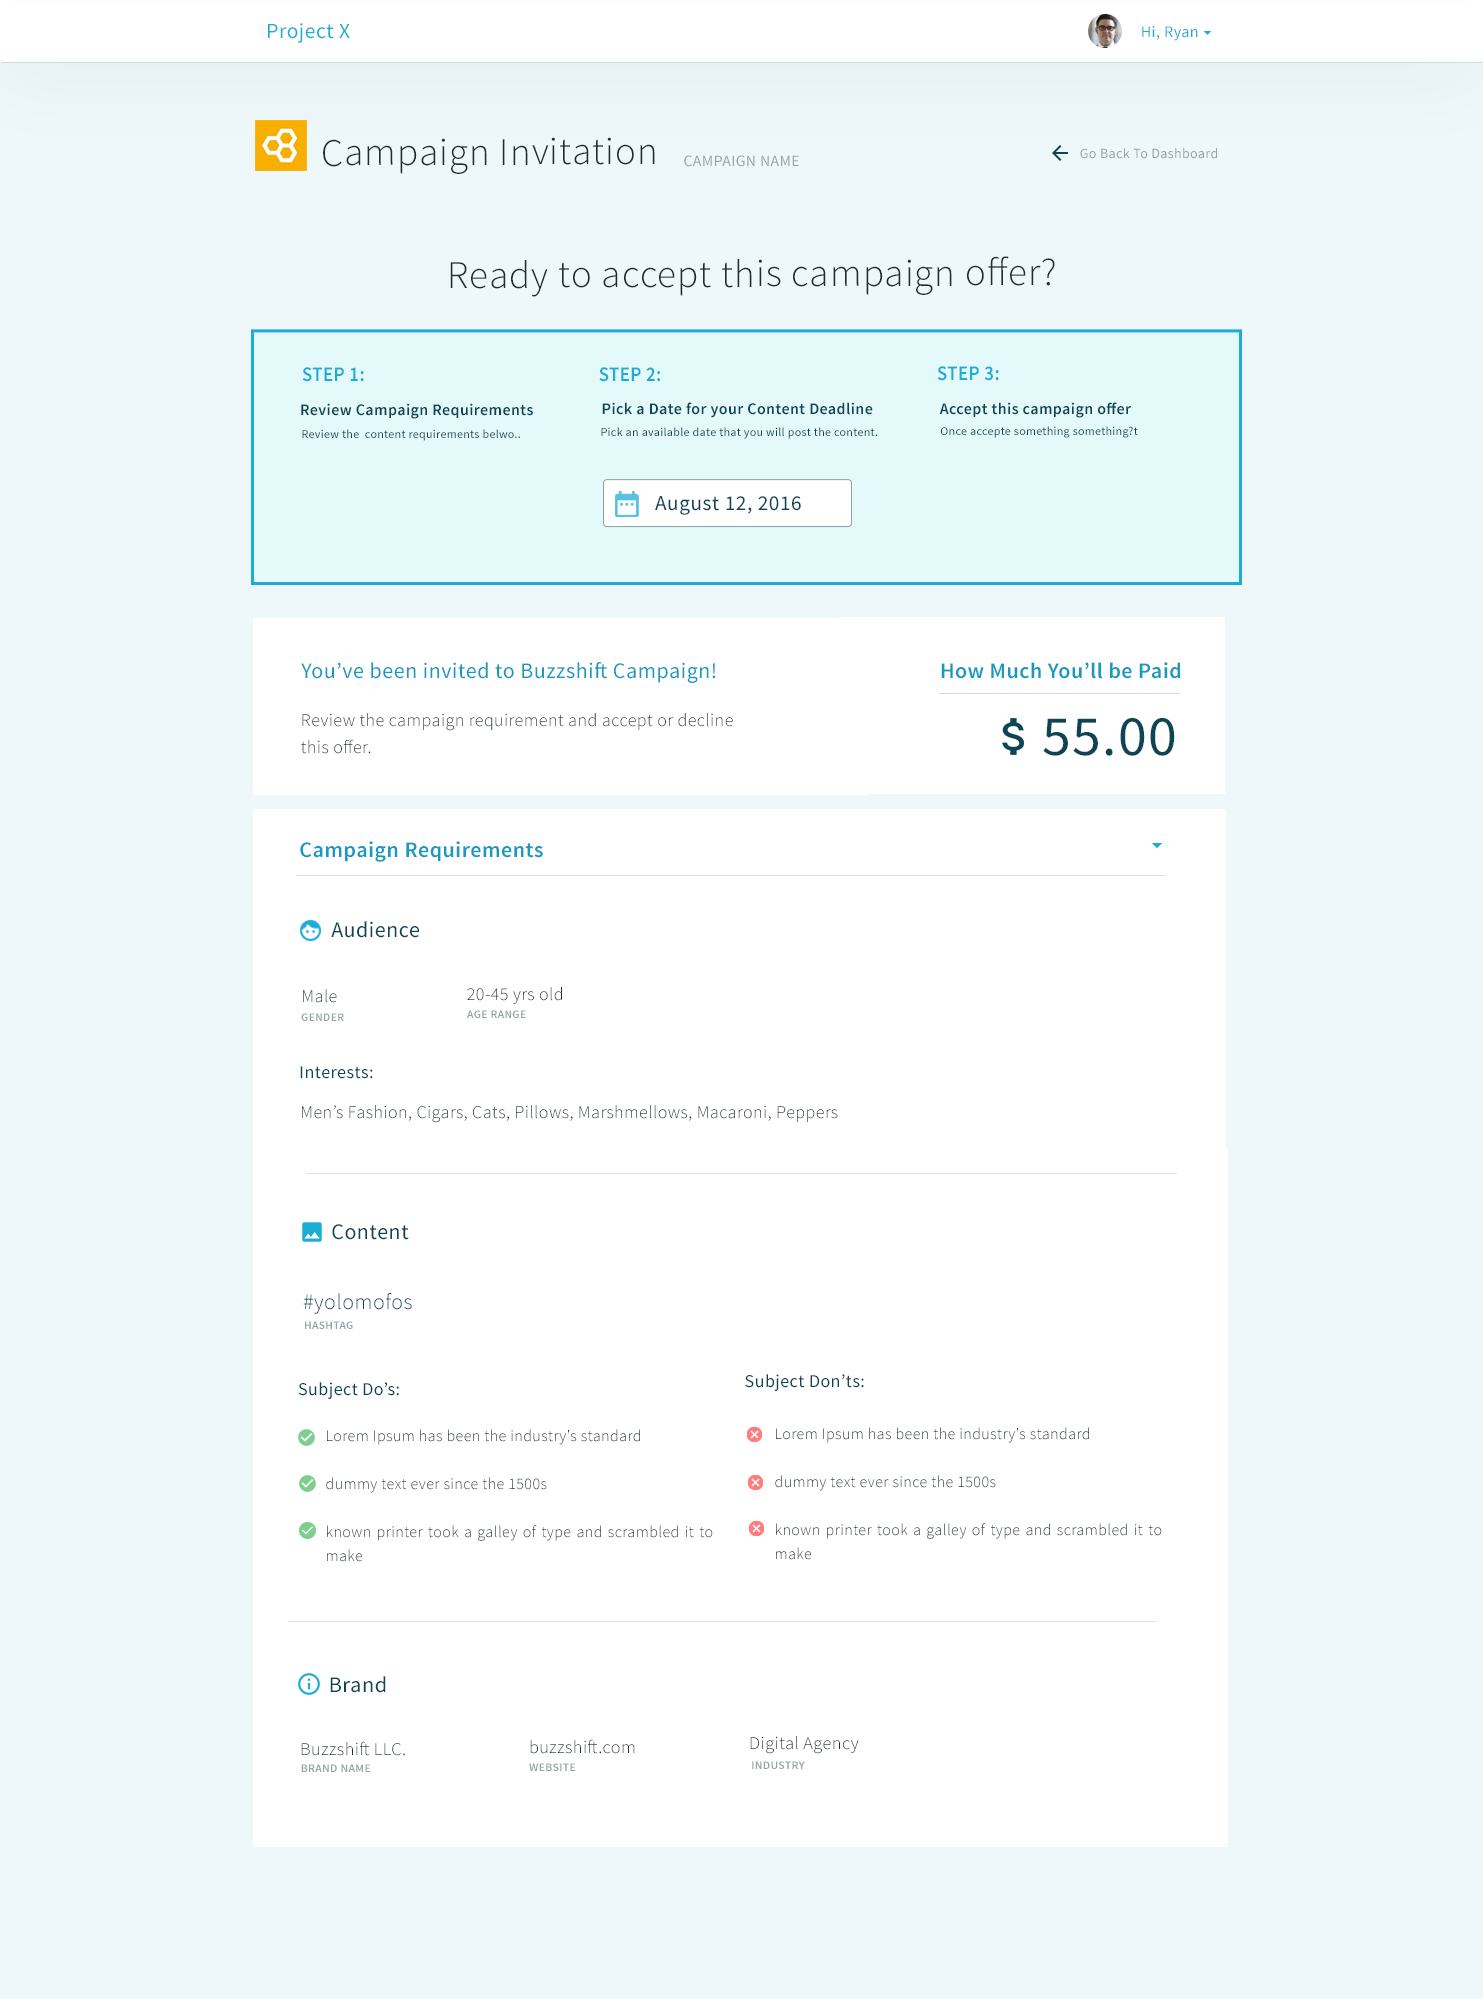 Project X
Hi, Ryan
Campaign Invitation
CAMPAIGN NAME
Go Back To Dashboard
Ready to accept this campaign offer?
STEP 1:
Review Campaign Requirements
Review the content requirements belwo..
STEP 2:
Pick a Date for your Content Deadline
Pick an available date that you will post the content.
August 12, 2016
STEP 3:
Accept this campaign offer
Once accepte something something?t
You’ve been invited to Buzzshift Campaign!
Review the campaign requirement and accept or decline
this offer.
How Much You’ll be Paid
$ 55.00
Campaign Requirements
Audience
Male
GENDER
20-45 yrs old
AGE RANGE
Interests:
Men’s Fashion, Cigars, Cats, Pillows, Marshmellows, Macaroni, Peppers
Content
#yolomofos
HASHTAG
Subject Do’s:
Lorem Ipsum has been the industry's standard
dummy text ever since the 1500s
known printer took a galley of type and scrambled it to
make
Subject Don’ts:
Lorem Ipsum has been the industry's standard
dummy text ever since the 1500s
known printer took a galley of type and scrambled it to
make
Brand
Buzzshift LLC.
BRAND NAME
buzzshift.com
WEBSITE
Digital Agency
INDUSTRY